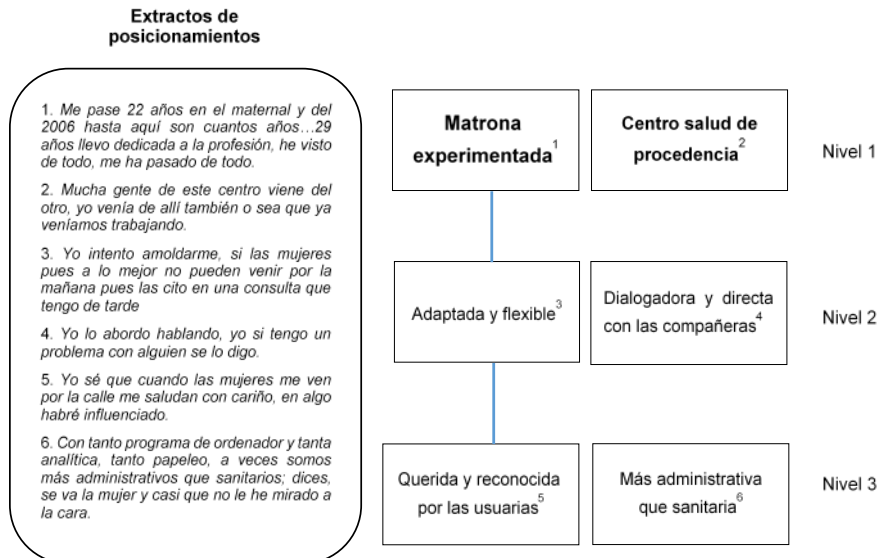 Extractos de
posicionamientos
1. Me pase 22 años en el maternal y del
2006 hasta aquí son cuantos años...29
años llevo dedicada a la profesión, he visto
de todo, me ha pasado de todo.
2. Mucha gente de este centro viene del
otro, yo venía de allí también o sea que ya
veníamos trabajando.
3. Yo intento amoldarme, si las mujeres
pues a lo mejor no pueden venir por la
mañana pues las cito en una consulta que
tengo de tarde
4. Yo lo abordo hablando, yo si tengo un
problema con alguien se lo digo.
5. Yo sé que cuando las mujeres me ven
por la calle me saludan con cariño, en algo
habré influenciado.
6. Con tanto programa de ordenador y tanta
analítica, tanto papeleo, a veces somos
más administrativos que sanitarios; dices,
se va la mujer y casi que no le he mirado a
la cara.
Matrona
experimentada1
Centro salud de
procedencia2
Nivel 1
Adaptada y flexible3
Dialogadora y directa
con las compañeras4
Nivel 2
Querida y reconocida
por las usuarias5
Más administrativa
que sanitaria6
Nivel 3